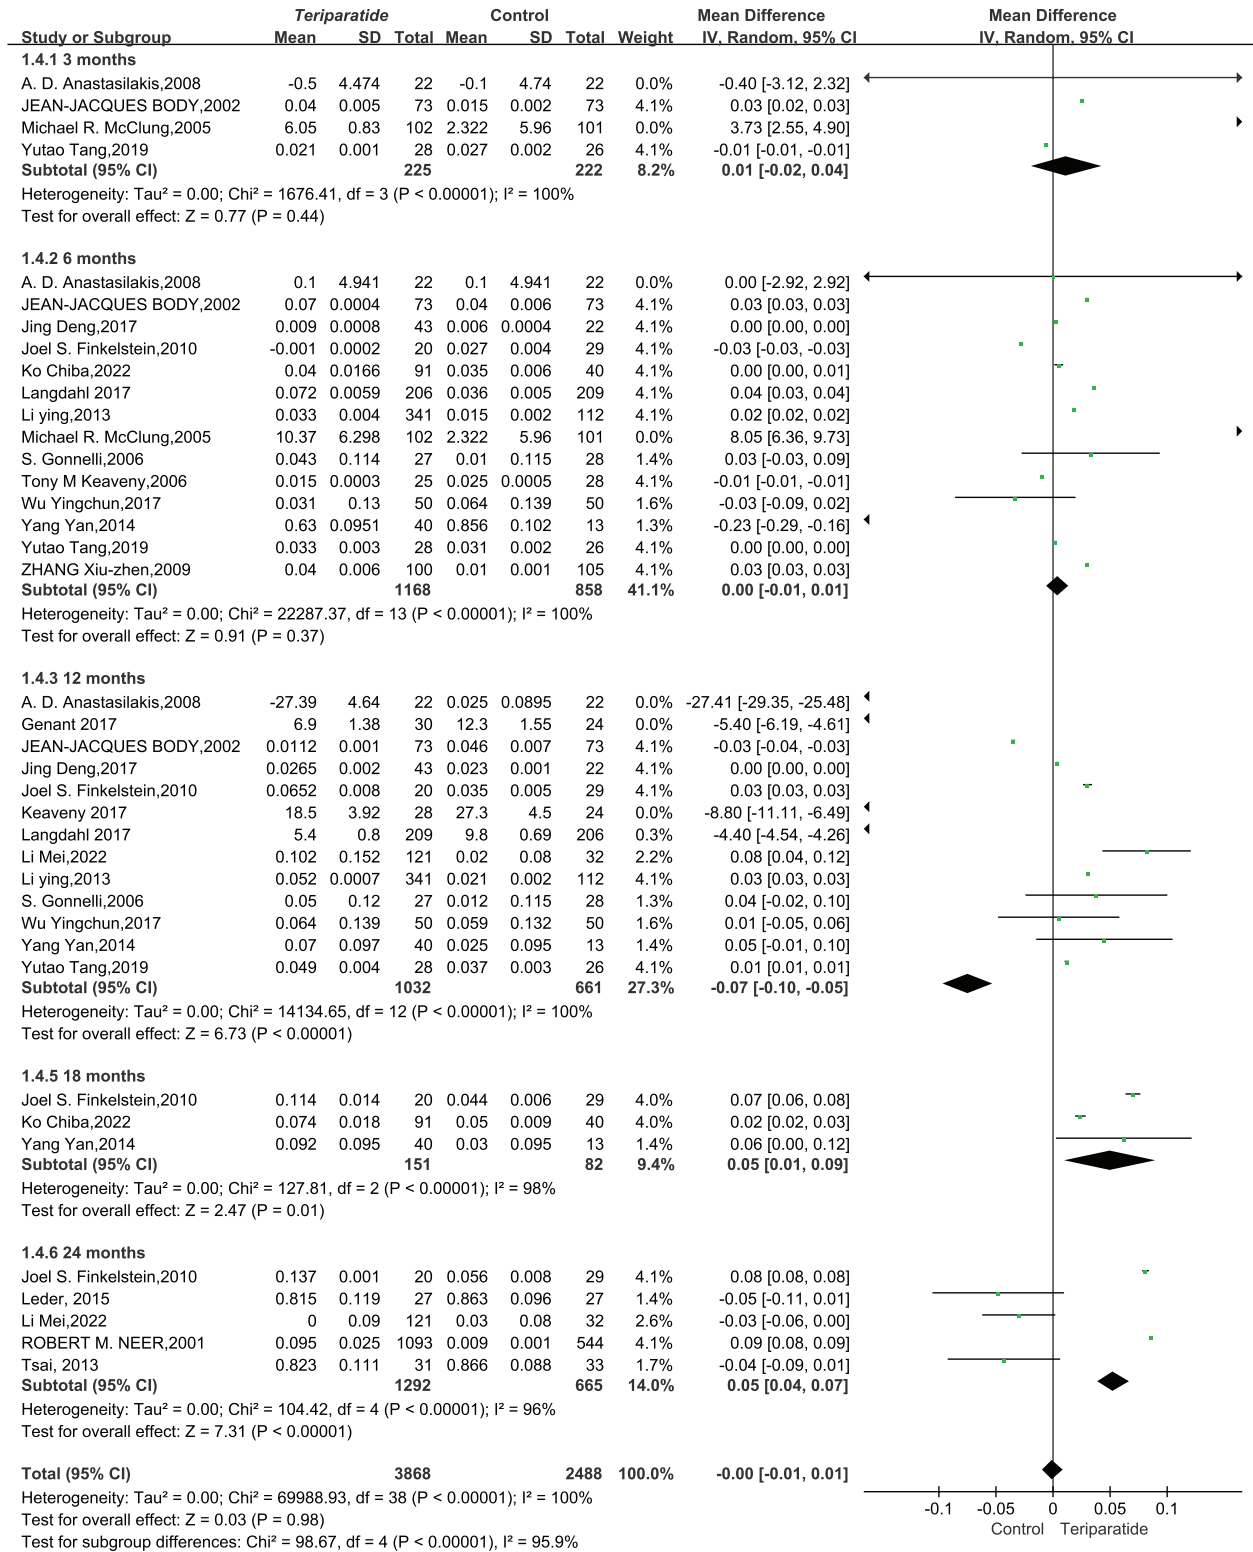 Teriparatide Control Mean Difference Mean Difference
Study or Subgroup Mean SD Total Mean SD Total Weight IV, Random, 95% CI IV, Random, 95% CI
1.4.1 3 months
A. D. Anastasilakis,2008 -0.5 4.474 22 -0.1 4.74 22 0.0% -0.40 [-3.12, 2.32]
JEAN-JACQUES BODY,2002 0.04 0.005 73 0.015 0.002 73 4.1% 0.03 [0.02, 0.03]
Michael R. McClung,2005 6.05 0.83 102 2.322 5.96 101 0.0% 3.73 [2.55, 4.90]
Yutao Tang,2019 0.021 0.001 28 0.027 0.002 26 4.1% -0.01 [-0.01, -0.01]
Subtotal (95% CI) 225 222 8.2% 0.01 [-0.02, 0.04]
Heterogeneity: Tau² = 0.00; Chi² = 1676.41, df = 3 (P < 0.00001); I² = 100%
Test for overall effect: Z = 0.77 (P = 0.44)
1.4.2 6 months
A. D. Anastasilakis,2008 0.1 4.941 22 0.1 4.941 22 0.0% 0.00 [-2.92, 2.92]
JEAN-JACQUES BODY,2002 0.07 0.0004 73 0.04 0.006 73 4.1% 0.03 [0.03, 0.03]
Jing Deng,2017 0.009 0.0008 43 0.006 0.0004 22 4.1% 0.00 [0.00, 0.00]
Joel S. Finkelstein,2010 -0.001 0.0002 20 0.027 0.004 29 4.1% -0.03 [-0.03, -0.03]
Ko Chiba,2022 0.04 0.0166 91 0.035 0.006 40 4.1% 0.00 [0.00, 0.01]
Langdahl 2017 0.072 0.0059 206 0.036 0.005 209 4.1% 0.04 [0.03, 0.04]
Li ying,2013 0.033 0.004 341 0.015 0.002 112 4.1% 0.02 [0.02, 0.02]
Michael R. McClung,2005 10.37 6.298 102 2.322 5.96 101 0.0% 8.05 [6.36, 9.73]
S. Gonnelli,2006 0.043 0.114 27 0.01 0.115 28 1.4% 0.03 [-0.03, 0.09]
Tony M Keaveny,2006 0.015 0.0003 25 0.025 0.0005 28 4.1% -0.01 [-0.01, -0.01]
Wu Yingchun,2017 0.031 0.13 50 0.064 0.139 50 1.6% -0.03 [-0.09, 0.02]
Yang Yan,2014 0.63 0.0951 40 0.856 0.102 13 1.3% -0.23 [-0.29, -0.16]
Yutao Tang,2019 0.033 0.003 28 0.031 0.002 26 4.1% 0.00 [0.00, 0.00]
ZHANG Xiu-zhen,2009 0.04 0.006 100 0.01 0.001 105 4.1% 0.03 [0.03, 0.03]
Subtotal (95% CI) 1168 858 41.1% 0.00 [-0.01, 0.01]
Heterogeneity: Tau² = 0.00; Chi² = 22287.37, df = 13 (P < 0.00001); I² = 100%
Test for overall effect: Z = 0.91 (P = 0.37)
1.4.3 12 months
A. D. Anastasilakis,2008 -27.39 4.64 22 0.025 0.0895 22 0.0% -27.41 [-29.35, -25.48]
Genant 2017 6.9 1.38 30 12.3 1.55 24 0.0% -5.40 [-6.19, -4.61]
JEAN-JACQUES BODY,2002 0.0112 0.001 73 0.046 0.007 73 4.1% -0.03 [-0.04, -0.03]
Jing Deng,2017 0.0265 0.002 43 0.023 0.001 22 4.1% 0.00 [0.00, 0.00]
Joel S. Finkelstein,2010 0.0652 0.008 20 0.035 0.005 29 4.1% 0.03 [0.03, 0.03]
Keaveny 2017 18.5 3.92 28 27.3 4.5 24 0.0% -8.80 [-11.11, -6.49]
Langdahl 2017 5.4 0.8 209 9.8 0.69 206 0.3% -4.40 [-4.54, -4.26]
Li Mei,2022 0.102 0.152 121 0.02 0.08 32 2.2% 0.08 [0.04, 0.12]
Li ying,2013 0.052 0.0007 341 0.021 0.002 112 4.1% 0.03 [0.03, 0.03]
S. Gonnelli,2006 0.05 0.12 27 0.012 0.115 28 1.3% 0.04 [-0.02, 0.10]
Wu Yingchun,2017 0.064 0.139 50 0.059 0.132 50 1.6% 0.01 [-0.05, 0.06]
Yang Yan,2014 0.07 0.097 40 0.025 0.095 13 1.4% 0.05 [-0.01, 0.10]
Yutao Tang,2019 0.049 0.004 28 0.037 0.003 26 4.1% 0.01 [0.01, 0.01]
Subtotal (95% CI) 1032 661 27.3% -0.07 [-0.10, -0.05]
Heterogeneity: Tau² = 0.00; Chi² = 14134.65, df = 12 (P < 0.00001); I² = 100%
Test for overall effect: Z = 6.73 (P < 0.00001)
1.4.5 18 months
Joel S. Finkelstein,2010 0.114 0.014 20 0.044 0.006 29 4.0% 0.07 [0.06, 0.08]
Ko Chiba,2022 0.074 0.018 91 0.05 0.009 40 4.0% 0.02 [0.02, 0.03]
Yang Yan,2014 0.092 0.095 40 0.03 0.095 13 1.4% 0.06 [0.00, 0.12]
Subtotal (95% CI) 151 82 9.4% 0.05 [0.01, 0.09]
Heterogeneity: Tau² = 0.00; Chi² = 127.81, df = 2 (P < 0.00001); I² = 98%
Test for overall effect: Z = 2.47 (P = 0.01)
1.4.6 24 months
Joel S. Finkelstein,2010 0.137 0.001 20 0.056 0.008 29 4.1% 0.08 [0.08, 0.08]
Leder, 2015 0.815 0.119 27 0.863 0.096 27 1.4% -0.05 [-0.11, 0.01]
Li Mei,2022 0 0.09 121 0.03 0.08 32 2.6% -0.03 [-0.06, 0.00]
ROBERT M. NEER,2001 0.095 0.025 1093 0.009 0.001 544 4.1% 0.09 [0.08, 0.09]
Tsai, 2013 0.823 0.111 31 0.866 0.088 33 1.7% -0.04 [-0.09, 0.01]
Subtotal (95% CI) 1292 665 14.0% 0.05 [0.04, 0.07]
Heterogeneity: Tau² = 0.00; Chi² = 104.42, df = 4 (P < 0.00001); I² = 96%
Test for overall effect: Z = 7.31 (P < 0.00001)
Total (95% CI) 3868 2488 100.0% -0.00 [-0.01, 0.01]
Heterogeneity: Tau² = 0.00; Chi² = 69988.93, df = 38 (P < 0.00001); I² = 100%
Test for overall effect: Z = 0.03 (P = 0.98)
Test for subgroup differences: Chi² = 98.67, df = 4 (P < 0.00001), I² = 95.9%
-0.1 -0.05 0 0.05 0.1
Control Teriparatide